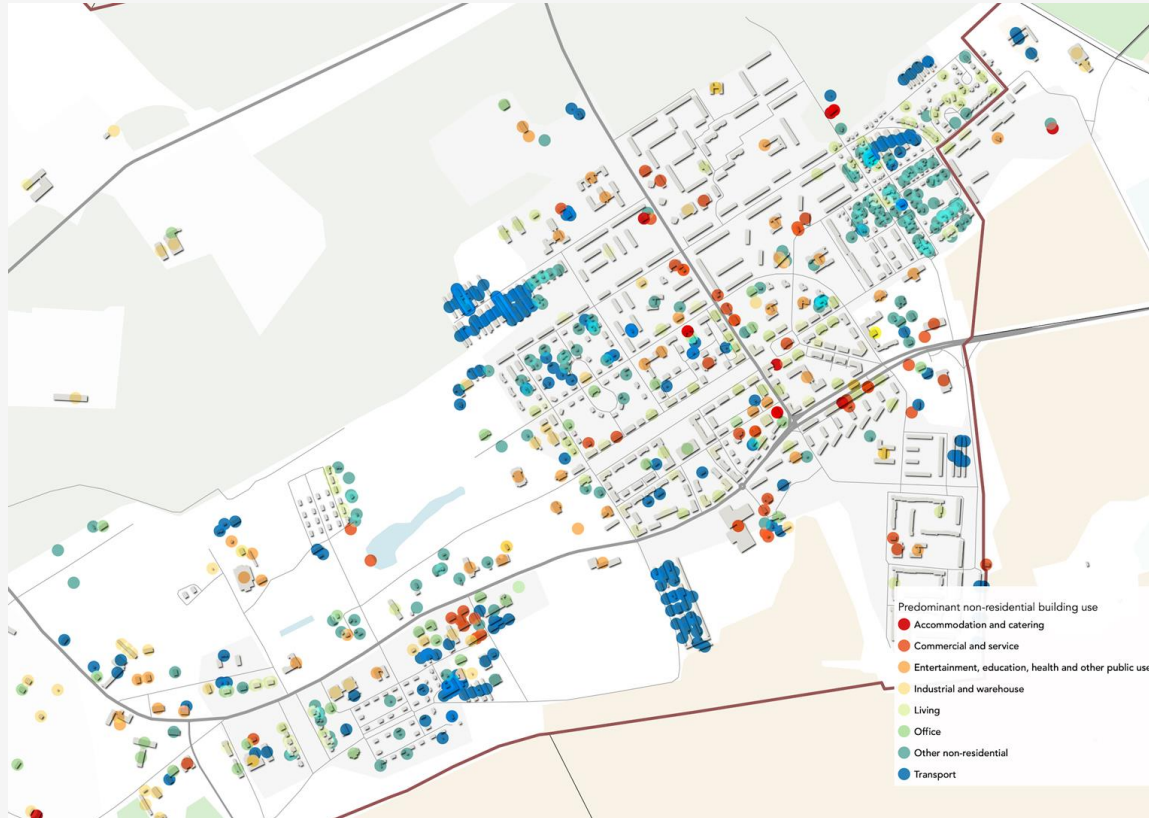 Predominant non-residential building use
Accommodation and catering
Commercial and service
Entertainment, education, health and other public use
Industrial and warehouse
Living
Office
Other non-residential
Transport